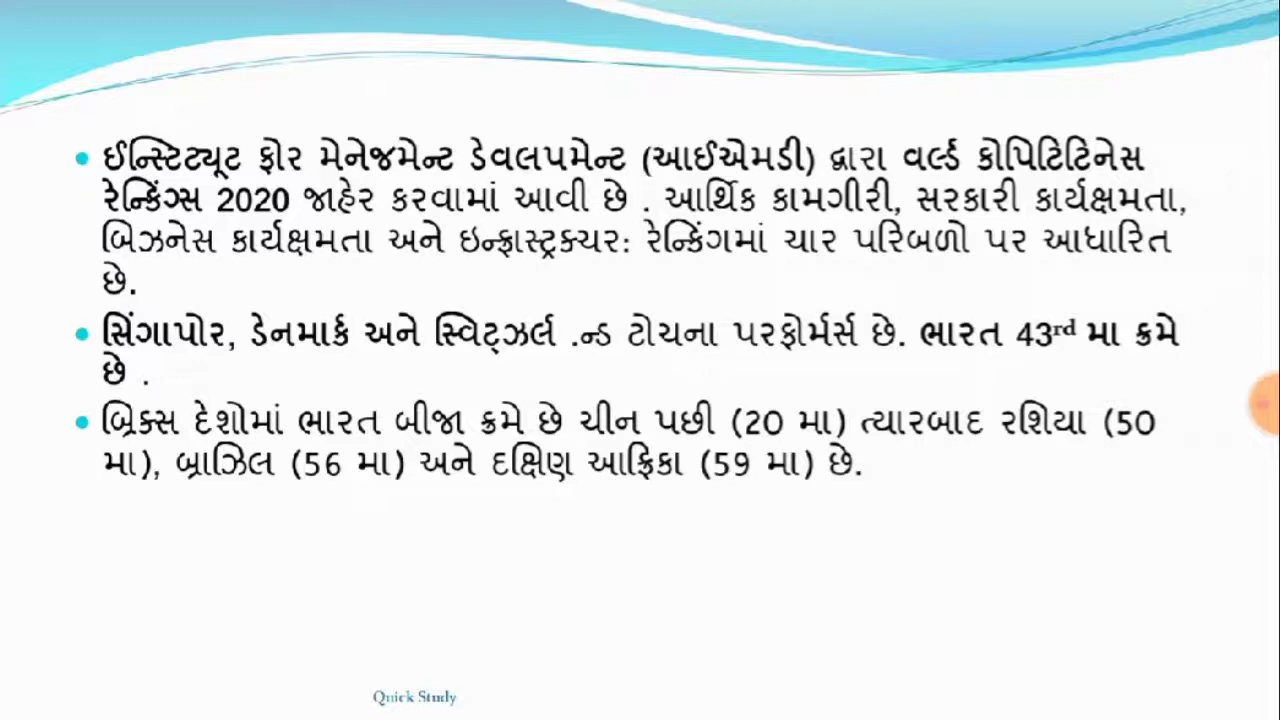 ઈન્સ્ટિટ્યૂટ ફોર મેનેજમેન્ટ ડેવલપમેન્ટ (આઈએમડી) દ્વારા વર્લ્ડ કોપિટિટિનેસ
રેન્કિંગ્સ 2020 જાહેર કરવામાં આવી છે . આર્થિક કામગીરી, સરકારી કાર્યક્ષમતા,
બિઝનેસ કાર્યક્ષમતા અને ઇન્ફ્રાસ્ટ્રક્ચર: રેન્કિંગમાં ચાર પરિબળો પર આધારિત
છે.
સિંગાપોર, ડેનમાર્ક અને સ્વિટ્ઝર્લ .ન્ડ ટોચના પરફોર્મર્સ છે. ભારત 43rd મા ક્રમે
છે .
બ્રિક્સ દેશોમાં ભારત બીજા ક્રમે છે ચીન પછી (20 મા) ત્યારબાદ રશિયા (50
મા), બ્રાઝિલ (56 મા) અને દક્ષિણ આફ્રિકા (59 મા) છે.
Quick Study